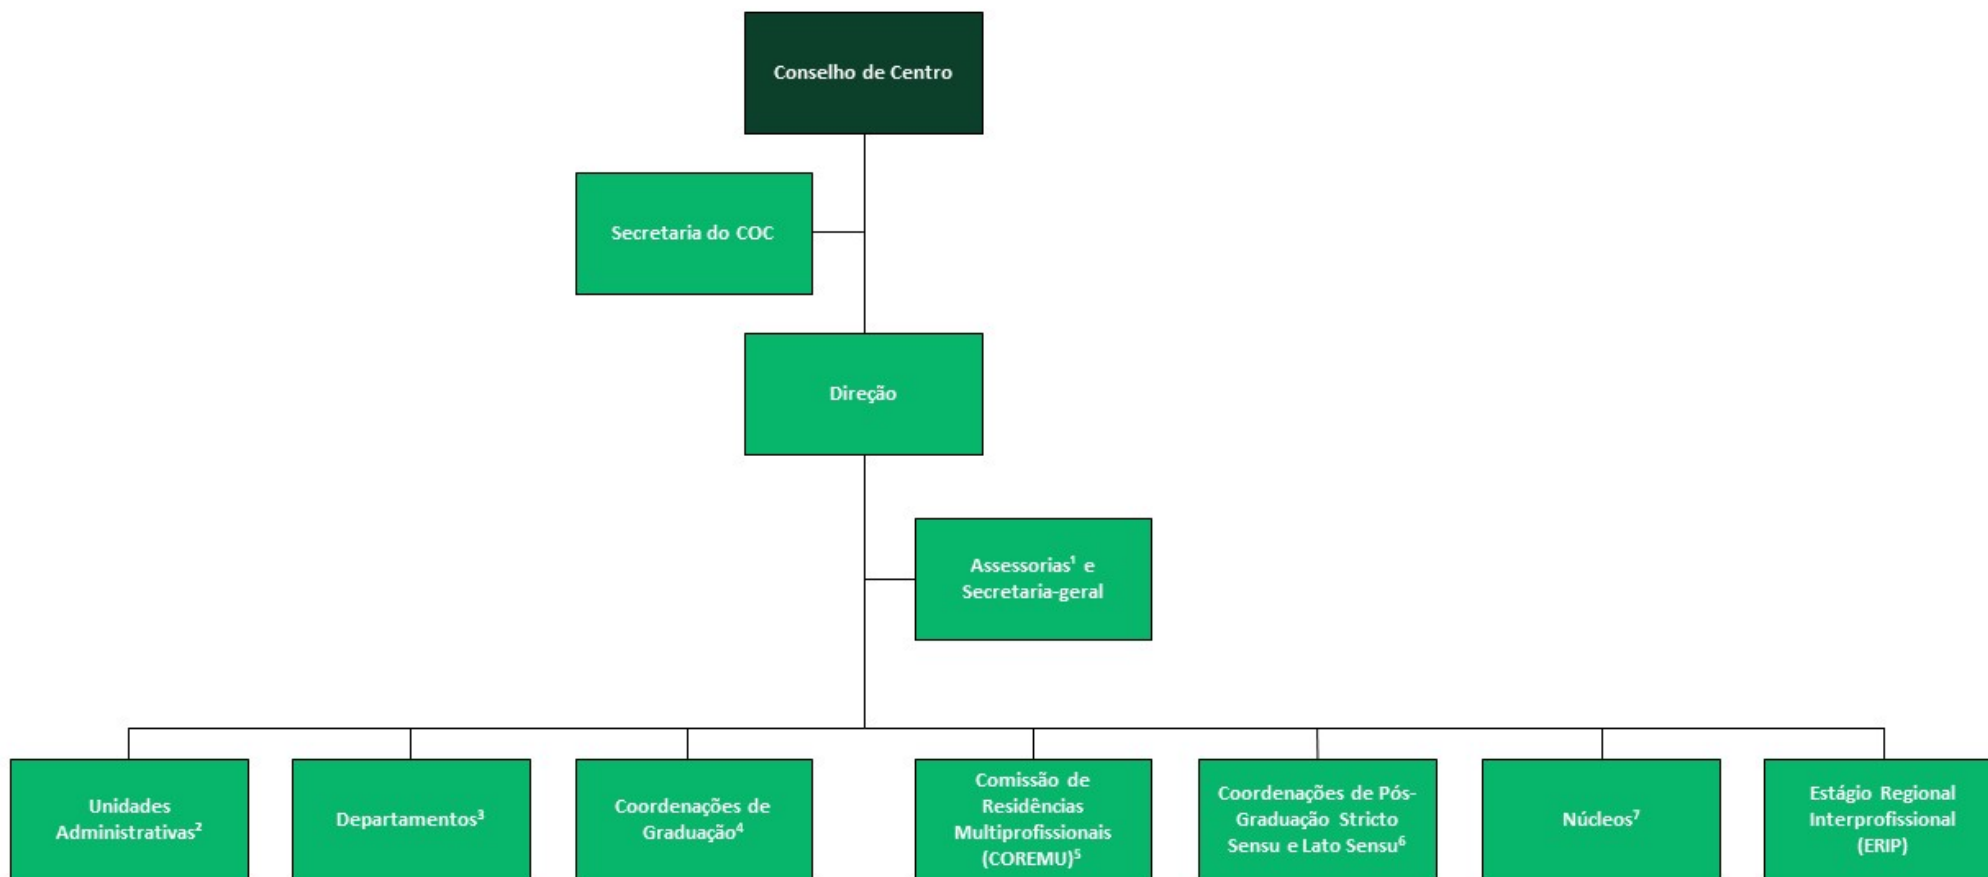 Conselho de Centro
Secretaria do COC
Direção
Assessorias¹ e
Secretaria-geral
Unidades
Administrativas²
Departamentos³
Coordenações de
Graduação⁴
Comissão de
Residências
Multiprofissionais
(COREMU)⁵
Coordenações de Pós-
Graduação Stricto
Sensu e Lato Sensu⁶
Núcleos⁷
Estágio Regional
Interprofissional
(ERIP)